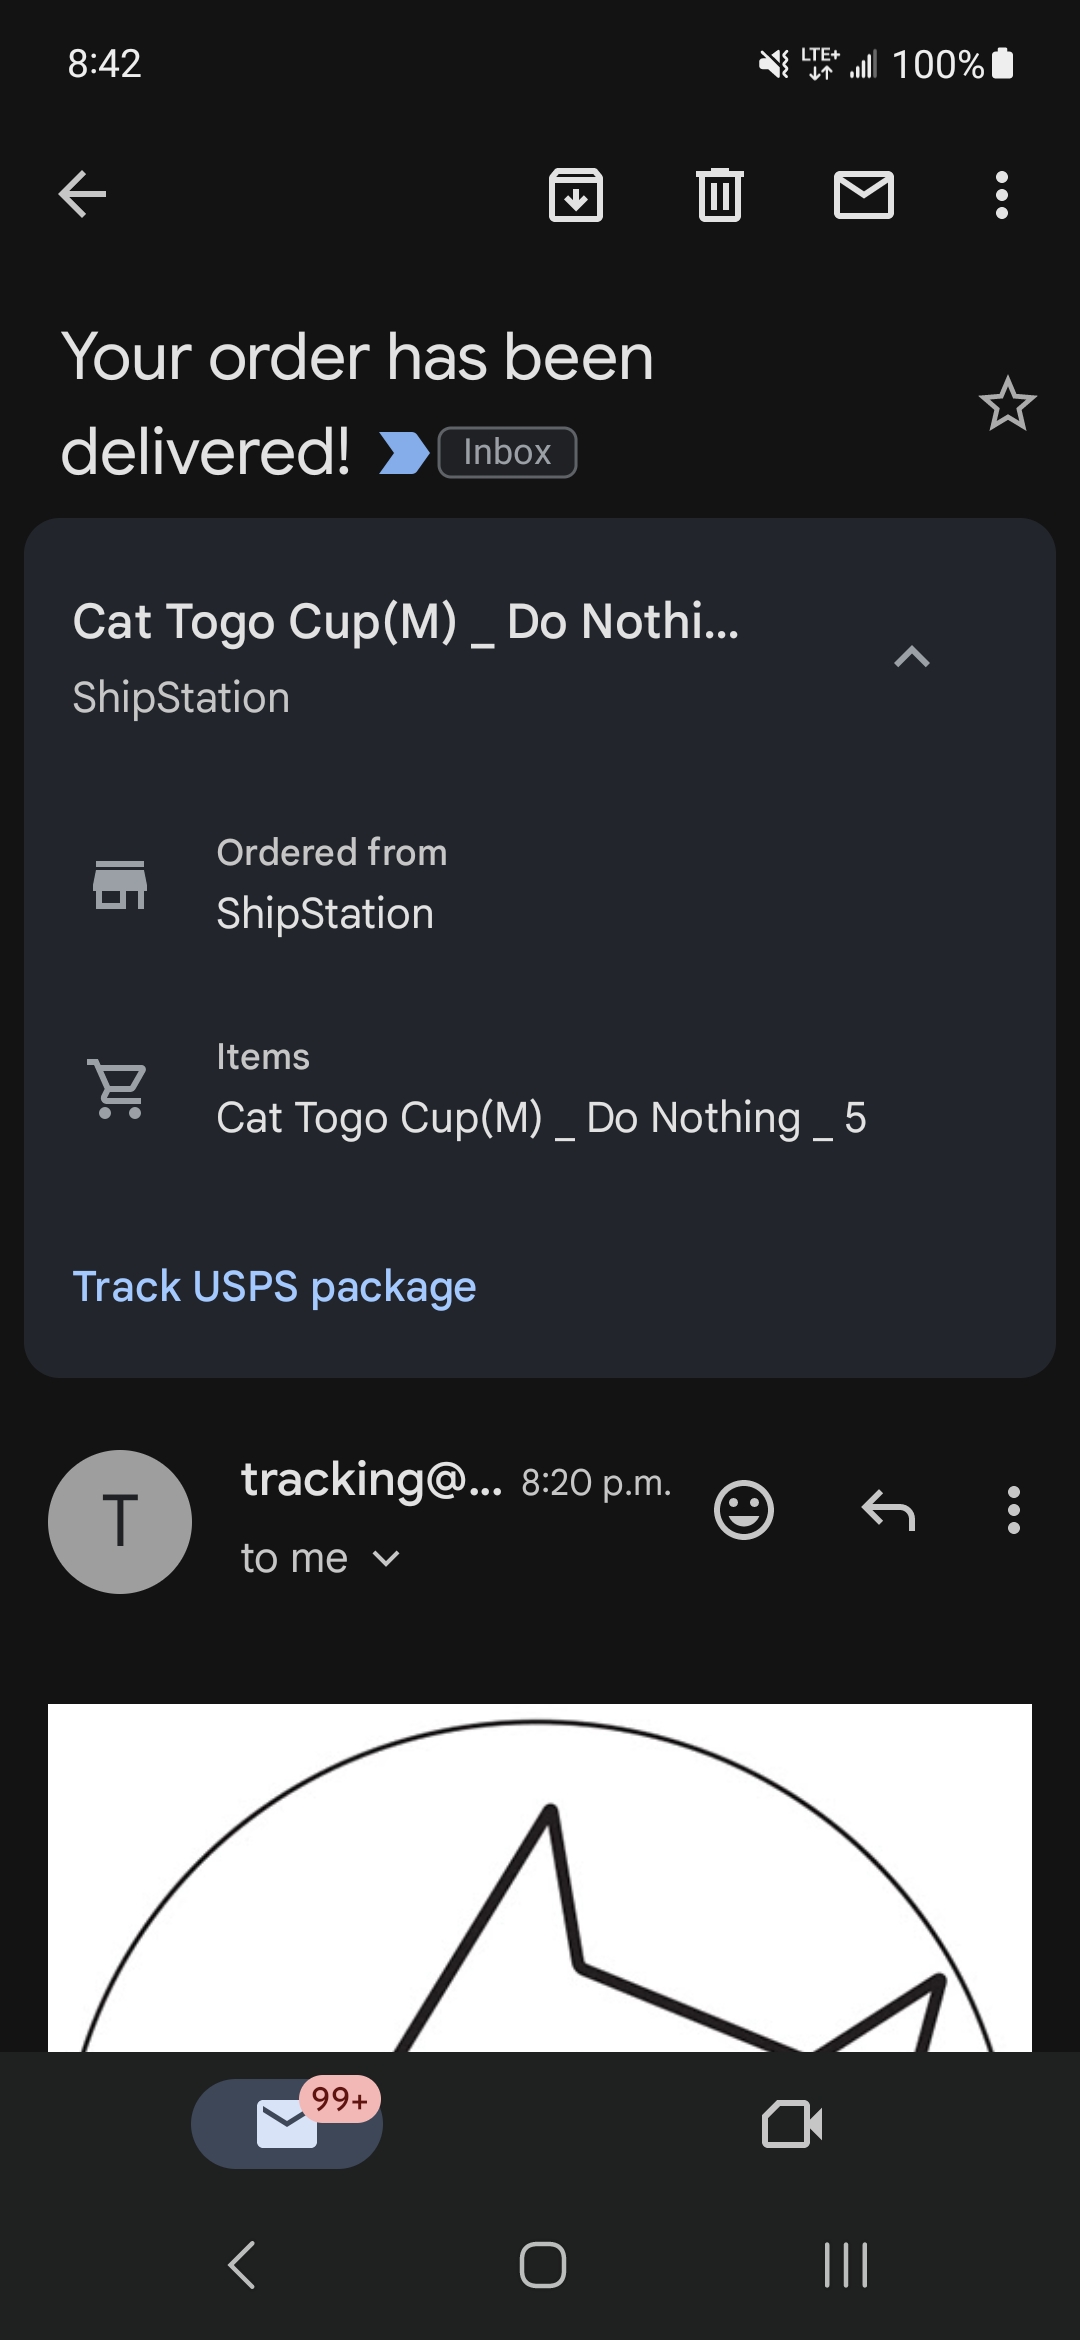 8:42
LTE+ 100%
Your order has been
delivered! Inbox
Cat Togo Cup(M) _ Do Nothi...
ShipStation
Ordered from
ShipStation
Items
Cat Togo Cup(M) _ Do Nothing _ 5
Track USPS package
T
tracking@... 8:20 p.m.
to me
99+